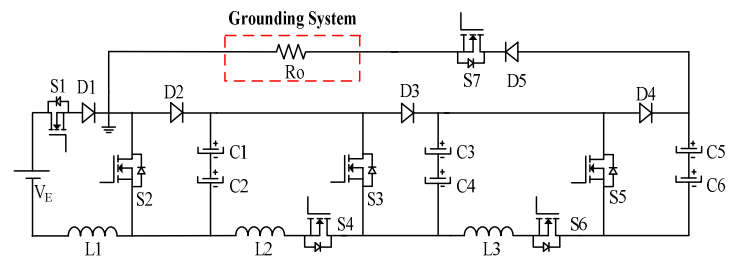 Grounding System
Ro
S7
D5
S1
D1
D2
D3
D4
VE
S2
C1
C2
S3
C3
C4
S5
C5
C6
L1
L2
S4
L3
S6